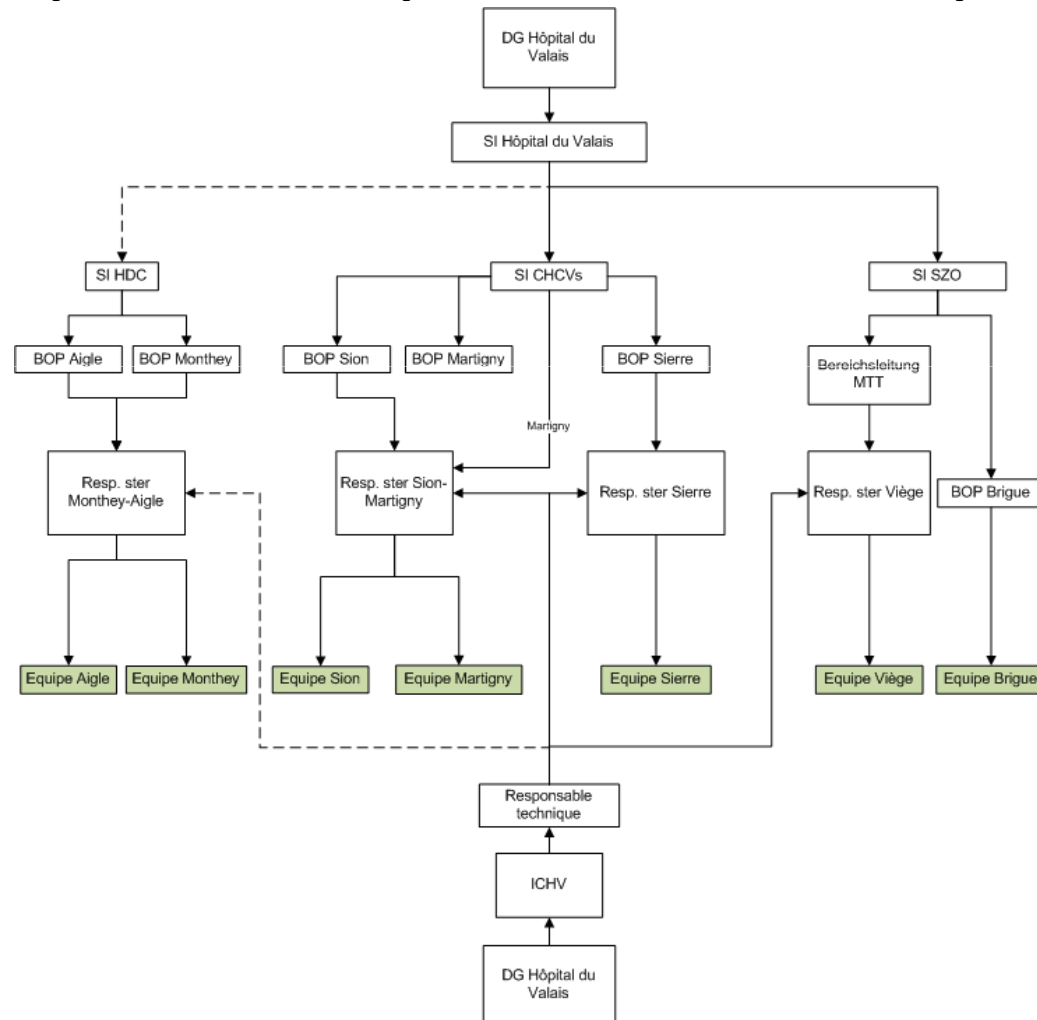 DG Hôpital du
Valais
SI Hôpital du Valais
SI HDC
SI CHCVs
SI SZO
BOP Aigle
BOP Monthey
BOP Sion
BOP Martigny
BOP Sierre
Bereichsleitung
MTT
Martigny
Resp. ster
Monthey-Aigle
Resp. ster Sion-
Martigny
Resp. ster Sierre
Resp. ster Viège
BOP Brigue
Equipe Aigle
Equipe Monthey
Equipe Sion
Equipe Martigny
Equipe Sierre
Equipe Viège
Equipe Brigue
Responsable
technique
ICHV
DG Hôpital du
Valais